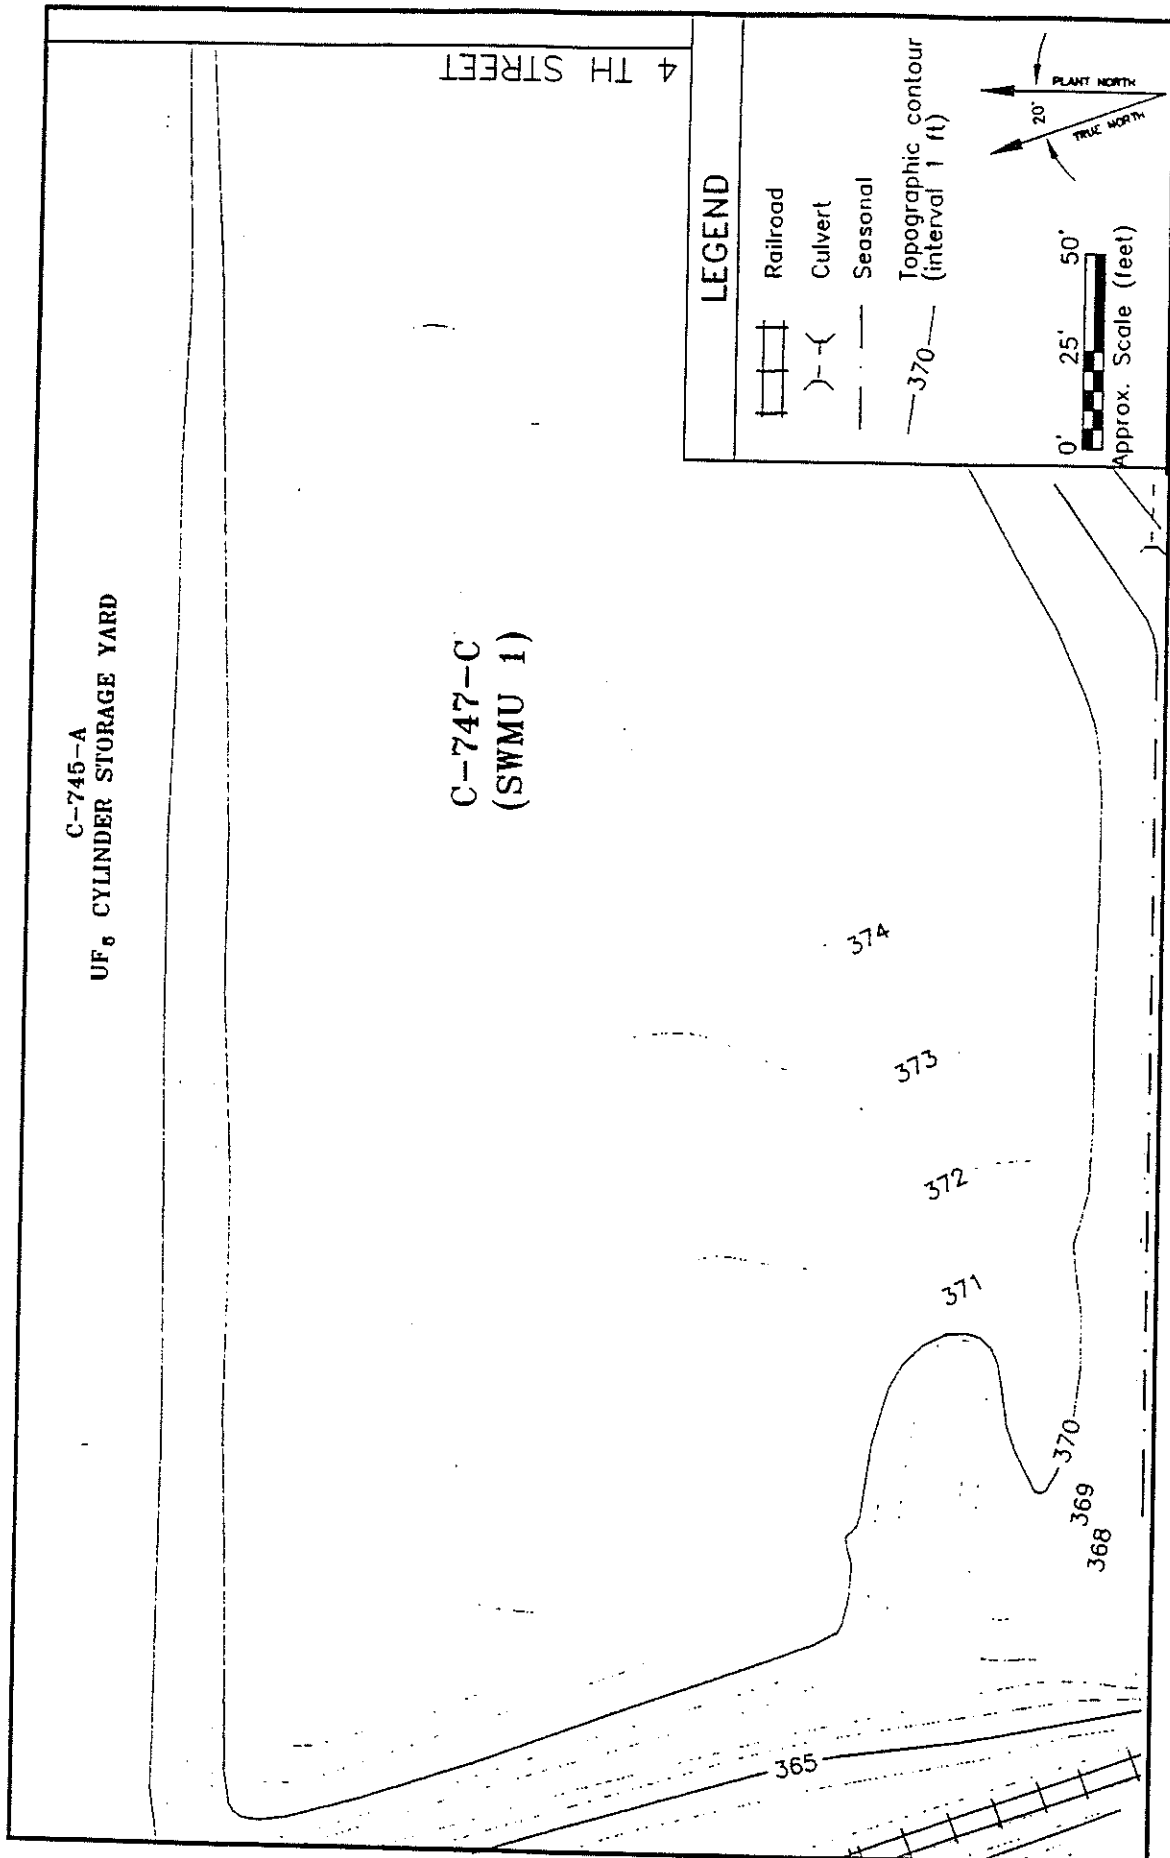 C-745-A
UF₆ CYLINDER STORAGE YARD
4 TH STREET
C-747-C
(SWMU 1)
374
373
372
371
370
369
368
365
LEGEND
Railroad
Culvert
Seasonal
370
Topographic contour
(interval 1 ft)
0' 25' 50'
Approx. Scale (feet)
PLANT NORTH
20°
TRUE NORTH